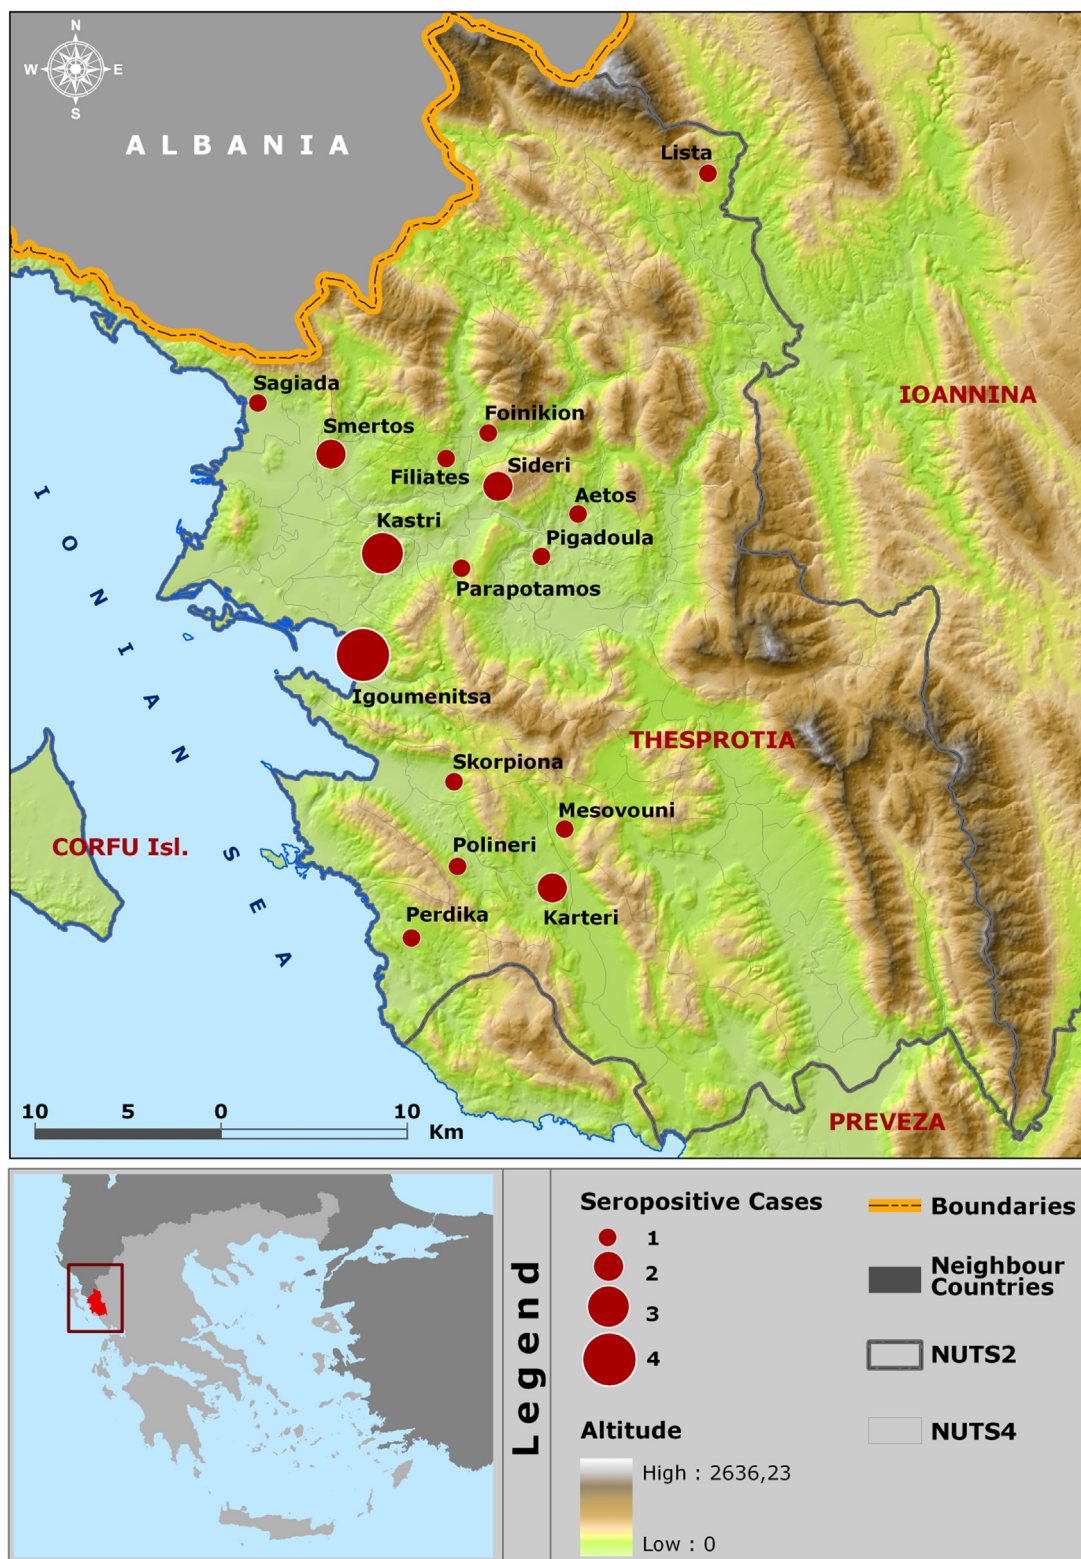 N
W E
S
ALBANIA
Lista
IOANNINA
Sagiada
Smertos
Foinikion
Filiates
Sideri
Aetos
Kastri
Pigadoula
Parapotamos
IONIAN SEA
Igoumenitsa
THESPROTIA
Skorpiona
Mesovouni
CORFU Isl.
Polineri
Perdika
Karteri
10 5 0 10
Km
PREVEZA
Legend
Seropositive Cases
1
2
3
4
Altitude
High : 2636,23
Low : 0
Boundaries
Neighbour
Countries
NUTS2
NUTS4